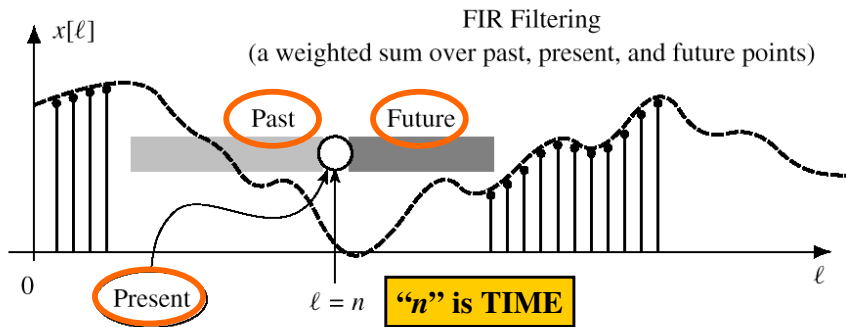 FIR Filtering
x[ℓ]
(a weighted sum over past, present, and future points)
Past
Future
0
Present
ℓ = n
“n” is TIME
ℓ